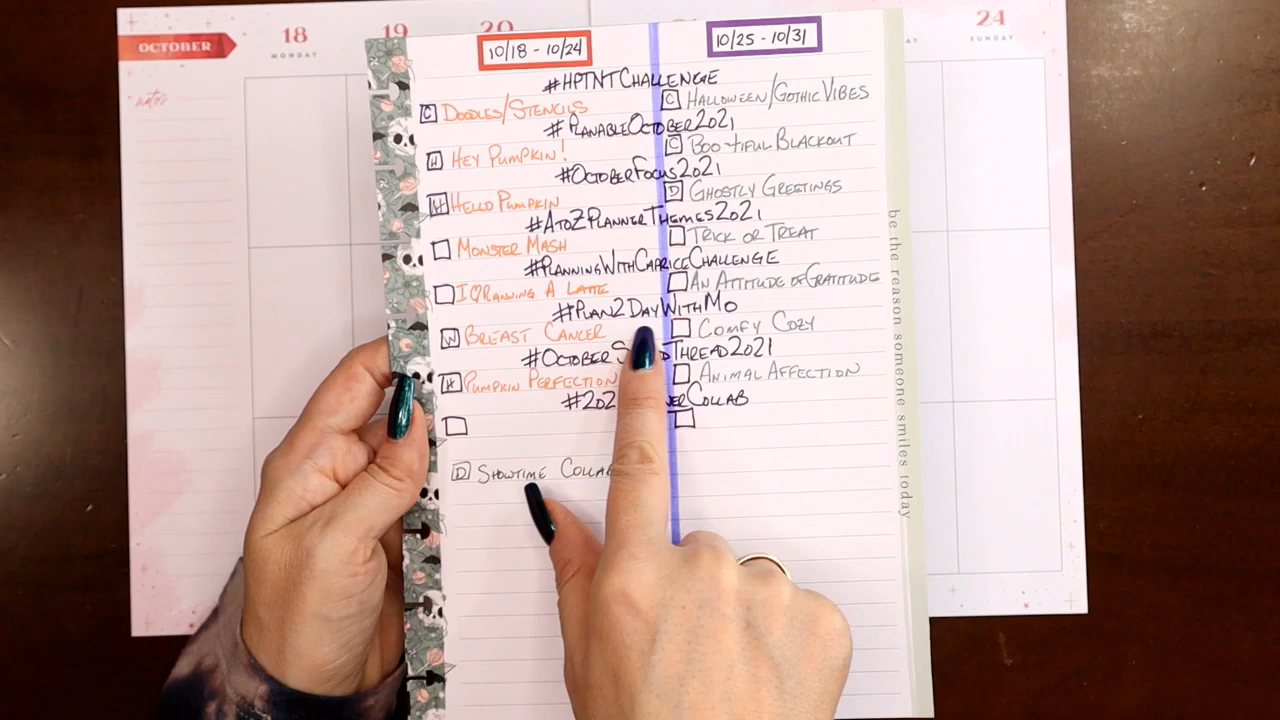 OCTOBER
18
MONDAY
19
20
24
SUNDAY
notes
10/18 - 10/24
10/25 - 10/31
#HPTNTCHALLENGE
C DOODLES/STENCILS
C HALLOWEEN/GOTHIC VIBES
#PLANABLEOCTOBER2021
H HEY PUMPKIN!
C BOO-TIFUL BLACKOUT
#OCTOBERFOCUS2021
H HELLO PUMPKIN
D GHOSTLY GREETINGS
#ATOZPLANNERTHEMES2021
MONSTER MASH
TRICK OR TREAT
#PLANNINGWITHCAPRICECHALLENGE
I ♡ PLANNING A LATTE
AN ATTITUDE OF GRATITUDE
#PLAN2DAYWITHMO
W BREAST CANCER
COMFY COZY
#OCTOBER THREAD2021
H PUMPKIN PERFECTION
ANIMAL AFFECTION
#202 COLLAB
D SHOWTIME COLLAB
be the reason someone smiles today